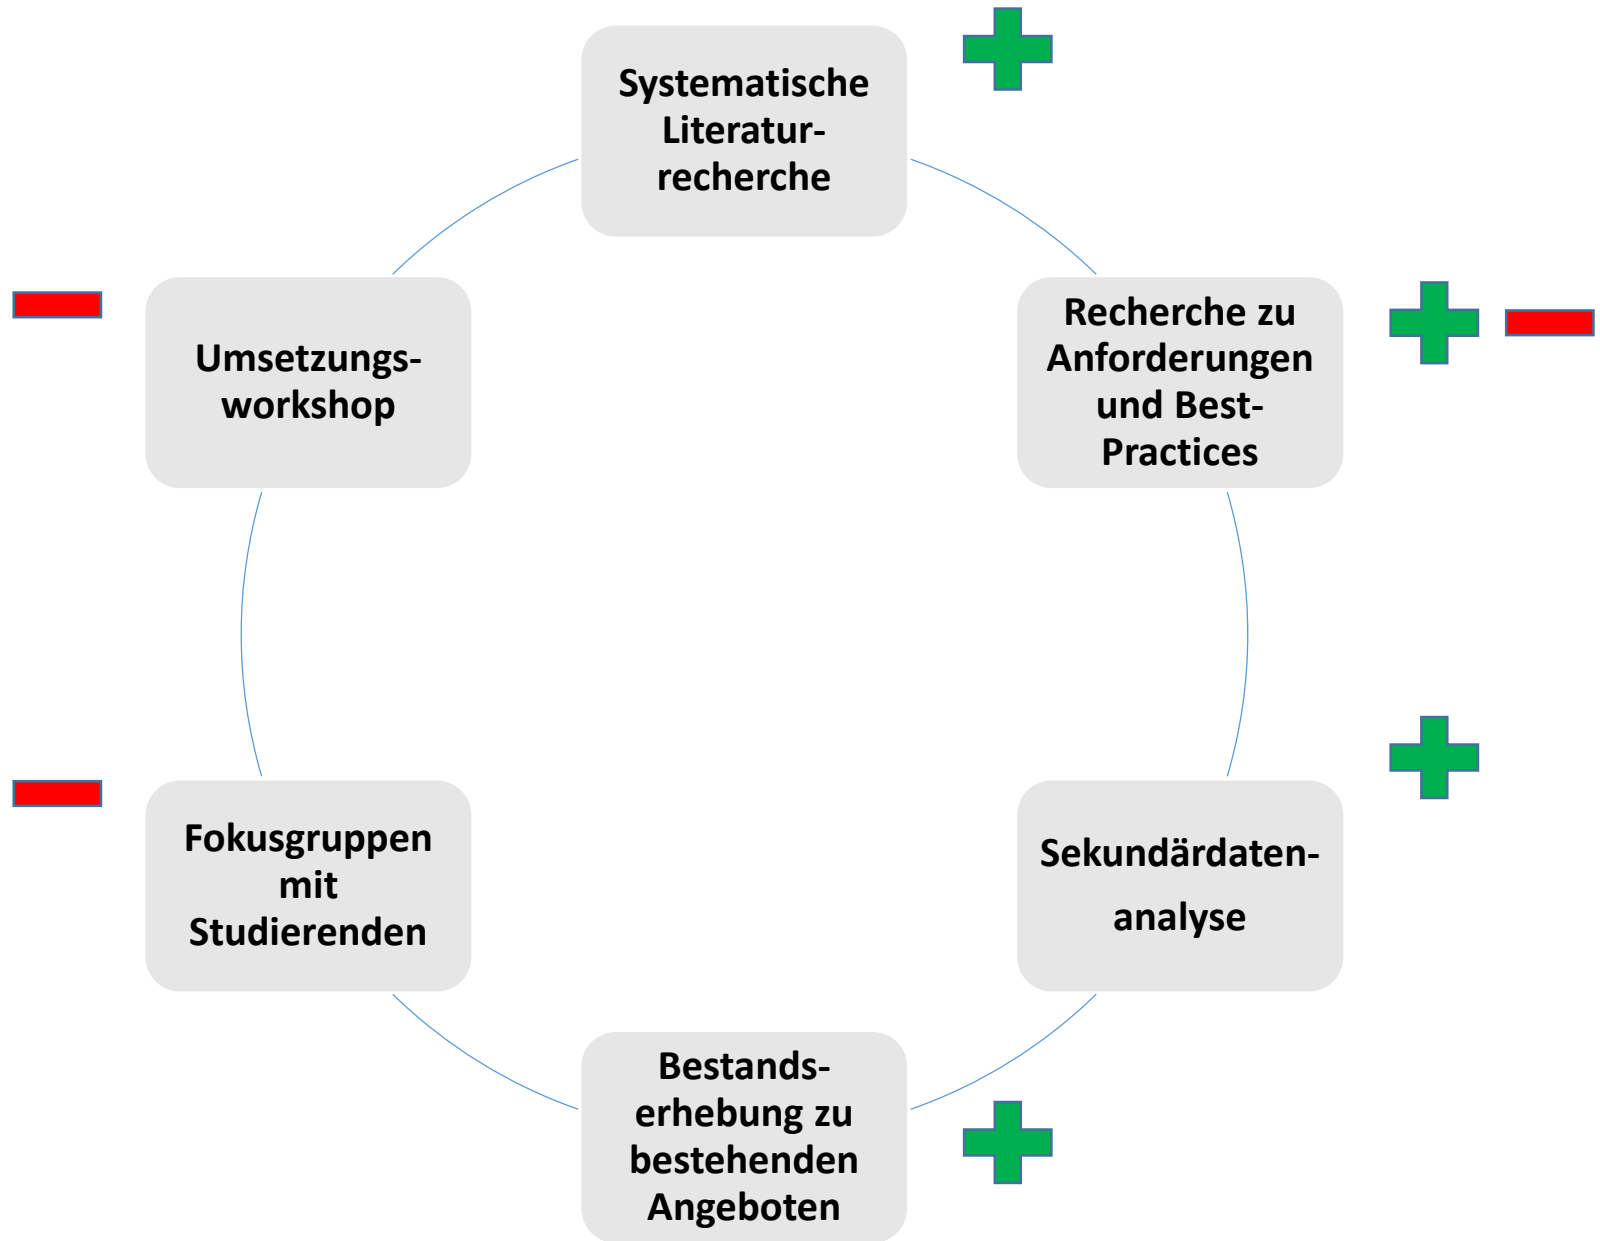 Systematische
Literatur-
recherche
Recherche zu
Anforderungen
und Best-
Practices
Sekundärdaten-
analyse
Bestands-
erhebung zu
bestehenden
Angeboten
Fokusgruppen
mit
Studierenden
Umsetzungs-
workshop